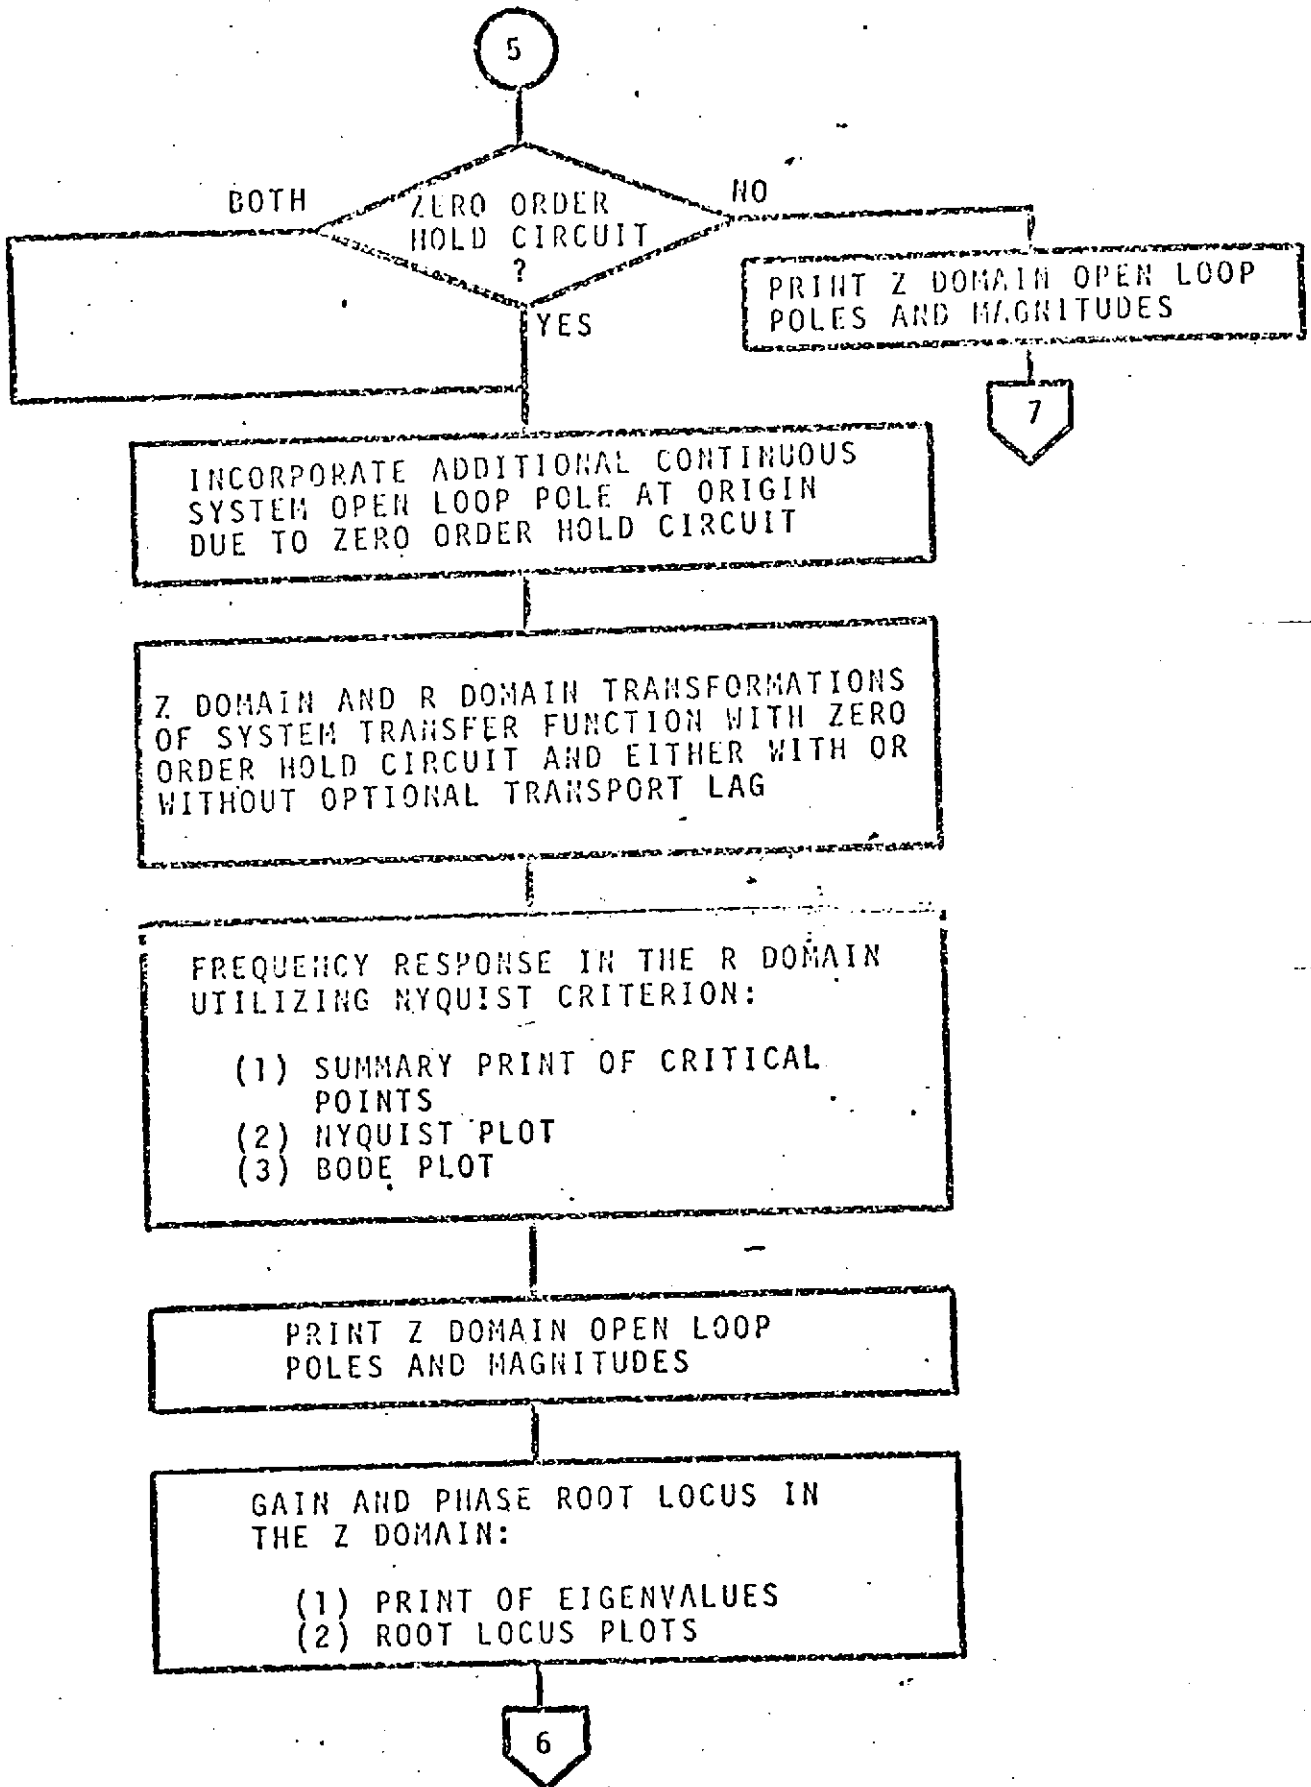 5
BOTH
ZERO ORDER
HOLD CIRCUIT
?
NO
YES
PRINT Z DOMAIN OPEN LOOP
POLES AND MAGNITUDES
7
INCORPORATE ADDITIONAL CONTINUOUS
SYSTEM OPEN LOOP POLE AT ORIGIN
DUE TO ZERO ORDER HOLD CIRCUIT
Z DOMAIN AND R DOMAIN TRANSFORMATIONS
OF SYSTEM TRANSFER FUNCTION WITH ZERO
ORDER HOLD CIRCUIT AND EITHER WITH OR
WITHOUT OPTIONAL TRANSPORT LAG
FREQUENCY RESPONSE IN THE R DOMAIN
UTILIZING NYQUIST CRITERION:
(1) SUMMARY PRINT OF CRITICAL
POINTS
(2) NYQUIST PLOT
(3) BODE PLOT
PRINT Z DOMAIN OPEN LOOP
POLES AND MAGNITUDES
GAIN AND PHASE ROOT LOCUS IN
THE Z DOMAIN:
(1) PRINT OF EIGENVALUES
(2) ROOT LOCUS PLOTS
6